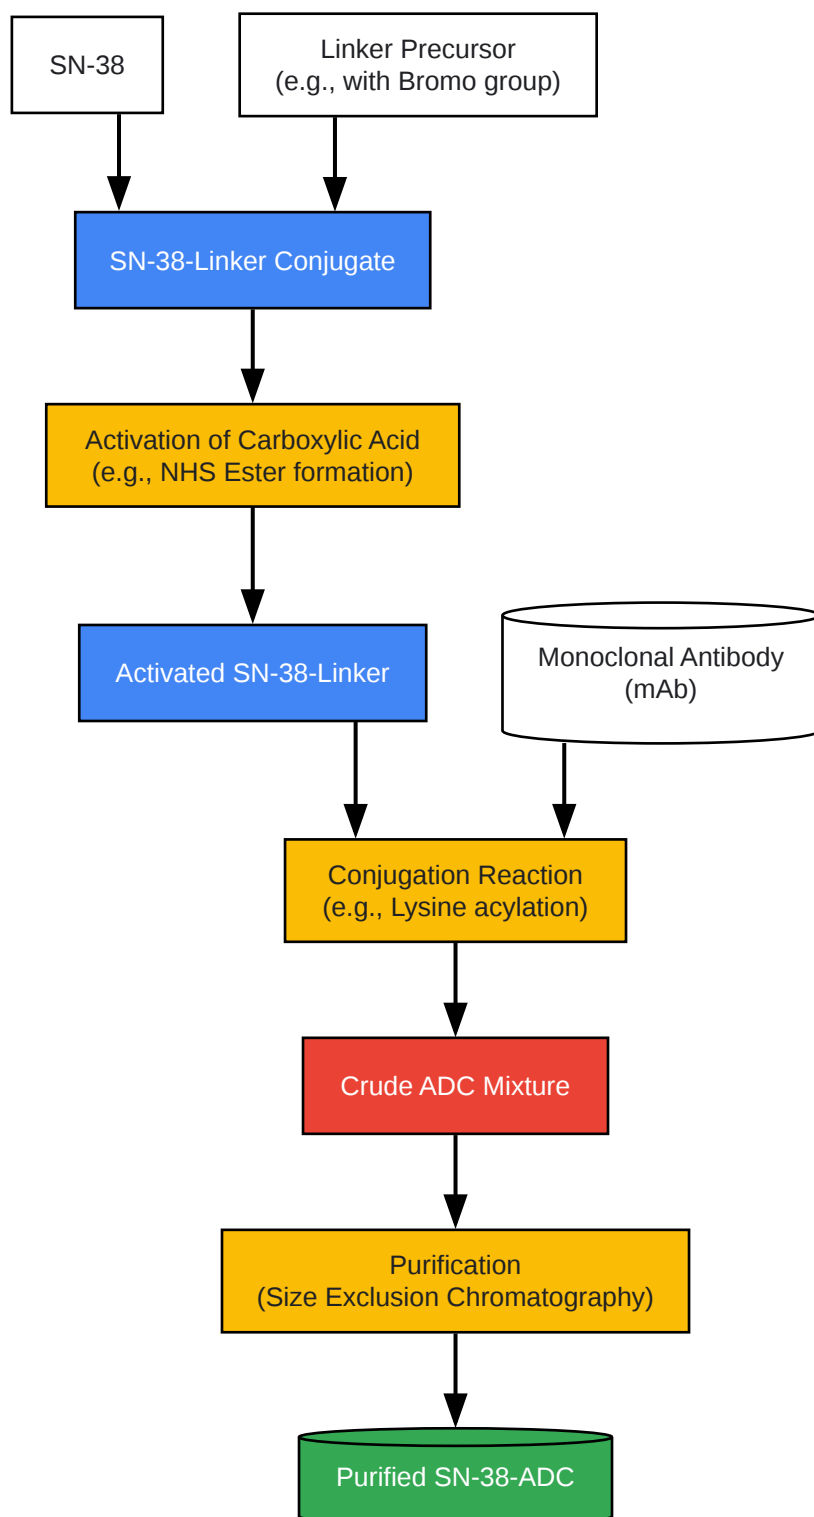 SN-38
Linker Precursor
(e.g., with Bromo group)
SN-38-Linker Conjugate
Activation of Carboxylic Acid
(e.g., NHS Ester formation)
Activated SN-38-Linker
Monoclonal Antibody
(mAb)
Conjugation Reaction
(e.g., Lysine acylation)
Crude ADC Mixture
Purification
(Size Exclusion Chromatography)
Purified SN-38-ADC